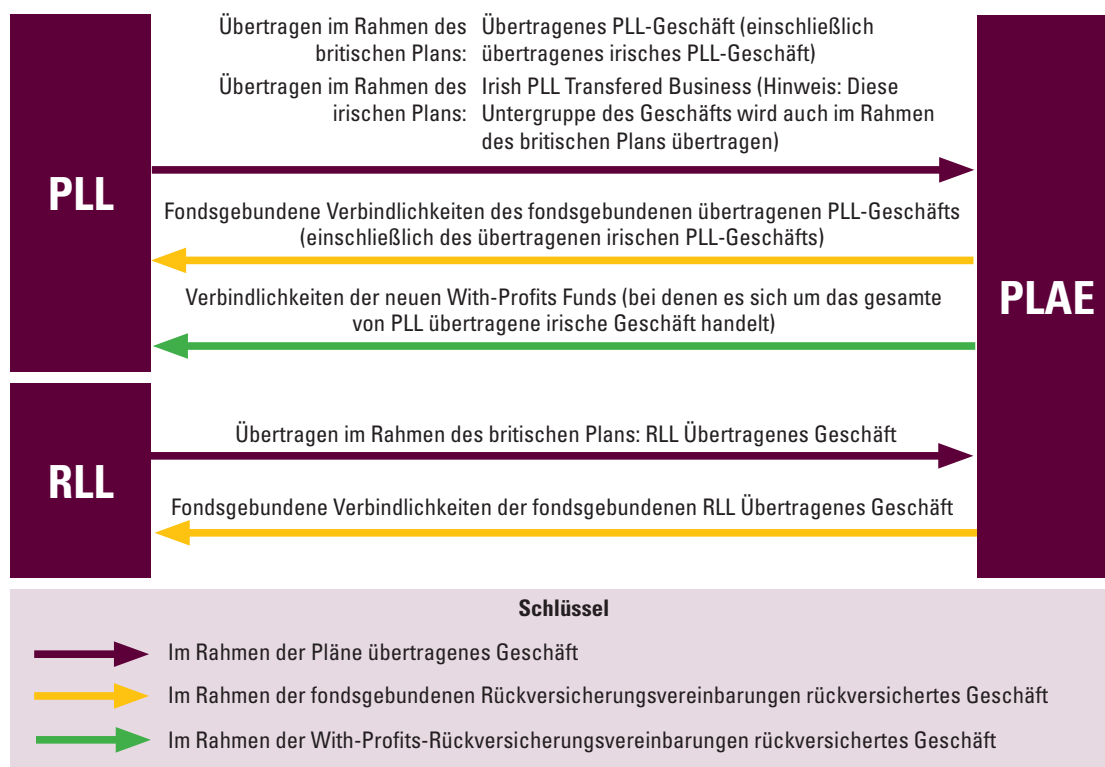 Übertragen im Rahmen des britischen Plans:
Übertragenes PLL-Geschäft (einschließlich
übertragenes irisches PLL-Geschäft)
Übertragen im Rahmen des
irischen Plans:
Irish PLL Transfered Business (Hinweis: Diese
Untergruppe des Geschäfts wird auch im Rahmen
des britischen Plans übertragen)
PLL
Fondsgebundene Verbindlichkeiten des fondsgebundenen übertragenen PLL-Geschäfts
(einschließlich des übertragenen irischen PLL-Geschäfts)
Verbindlichkeiten der neuen With-Profits Funds (bei denen es sich um das gesamte
von PLL übertragene irische Geschäft handelt)
PLAE
Übertragen im Rahmen des britischen Plans: RLL Übertragenes Geschäft
RLL
Fondsgebundene Verbindlichkeiten der fondsgebundenen RLL Übertragenes Geschäft
Schlüssel
Im Rahmen der Pläne übertragenes Geschäft
Im Rahmen der fondsgebundenen Rückversicherungsvereinbarungen rückversichertes Geschäft
Im Rahmen der With-Profits-Rückversicherungsvereinbarungen rückversichertes Geschäft